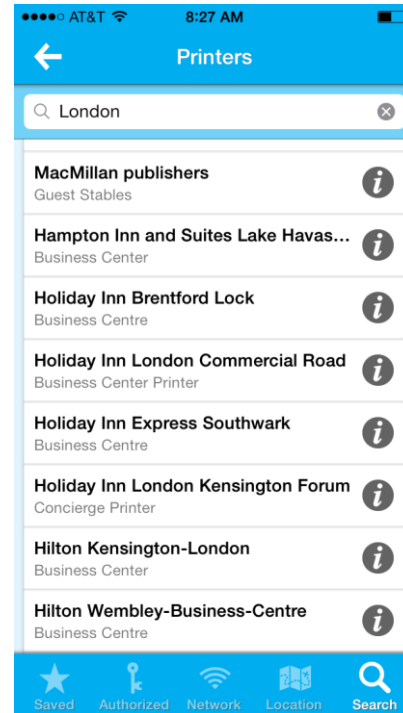 AT&T 8:27 AM
Printers
London
MacMillan publishers
Guest Stables
Hampton Inn and Suites Lake Havas...
Business Center
Holiday Inn Brentford Lock
Business Centre
Holiday Inn London Commercial Road
Business Center Printer
Holiday Inn Express Southwark
Business Centre
Holiday Inn London Kensington Forum
Concierge Printer
Hilton Kensington-London
Business Center
Hilton Wembley-Business-Centre
Business Centre
Saved Authorized Network Location Search